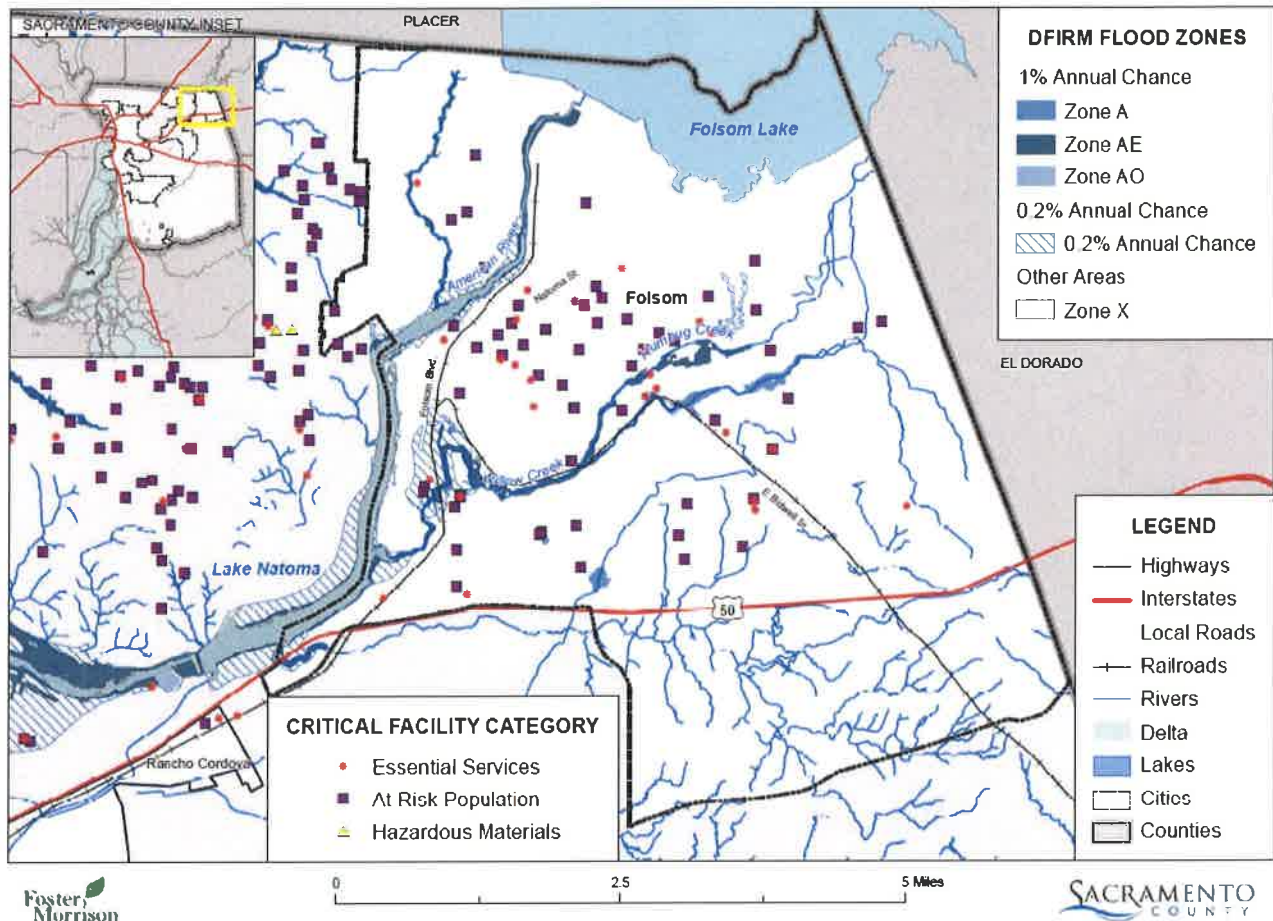 SACRAMENTO COUNTY INSET
PLACER
Folsom Lake
DFIRM FLOOD ZONES
1% Annual Chance
Zone A
Zone AE
Zone AO
0.2% Annual Chance
0.2% Annual Chance
Other Areas
Zone X
EL DORADO
American River
Natoma St.
Folsom
Humbug Creek
Folsom Blvd
Willow Creek
E Bidwell St.
Lake Natoma
50
Rancho Cordova
CRITICAL FACILITY CATEGORY
Essential Services
At Risk Population
Hazardous Materials
LEGEND
Highways
Interstates
Local Roads
Railroads
Rivers
Delta
Lakes
Cities
Counties
Foster
Morrison
0 2.5 5 Miles
SACRAMENTO
COUNTY